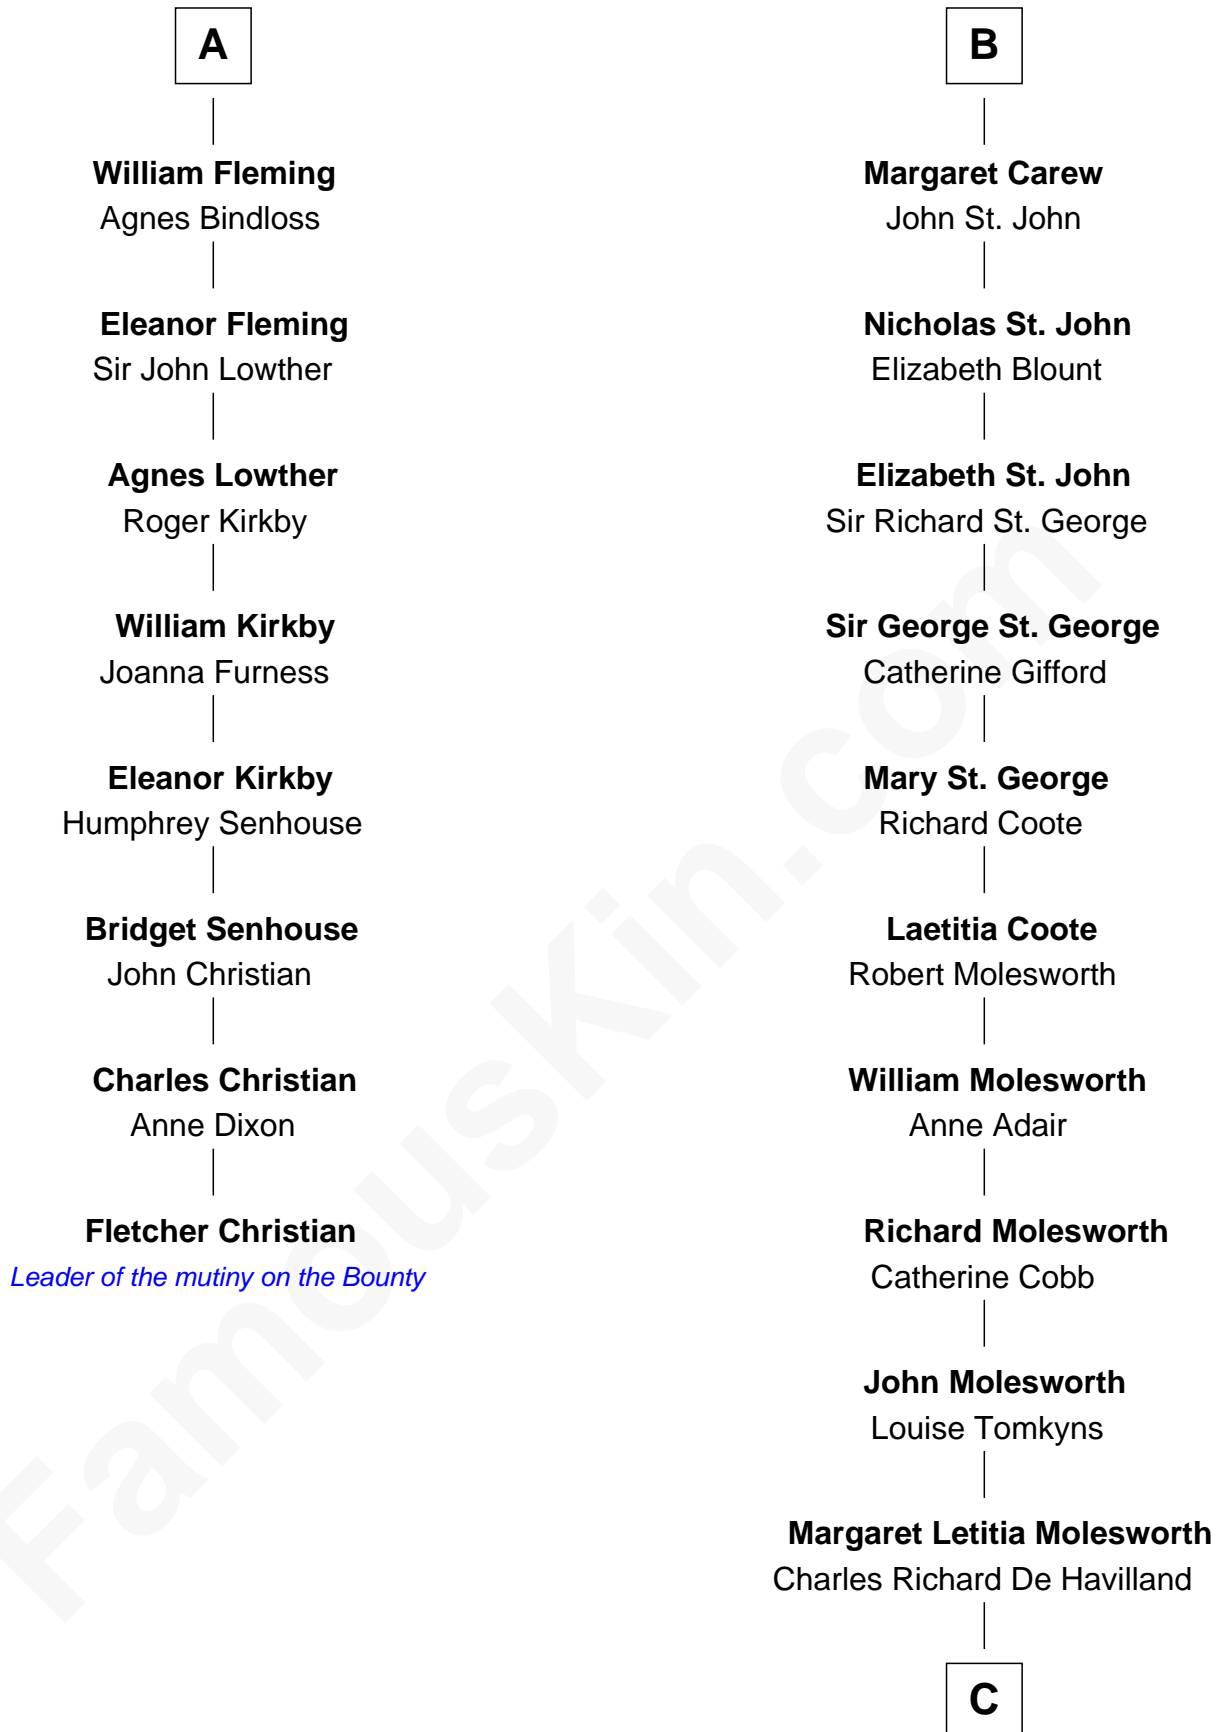 A
William Fleming
Agnes Bindloss
Eleanor Fleming
Sir John Lowther
Agnes Lowther
Roger Kirkby
William Kirkby
Joanna Furness
Eleanor Kirkby
Humphrey Senhouse
Bridget Senhouse
John Christian
Charles Christian
Anne Dixon
Fletcher Christian
Leader of the mutiny on the Bounty
B
Margaret Carew
John St. John
Nicholas St. John
Elizabeth Blount
Elizabeth St. John
Sir Richard St. George
Sir George St. George
Catherine Gifford
Mary St. George
Richard Coote
Laetitia Coote
Robert Molesworth
William Molesworth
Anne Adair
Richard Molesworth
Catherine Cobb
John Molesworth
Louise Tomkyns
Margaret Letitia Molesworth
Charles Richard De Havilland
C
FamousKin.com